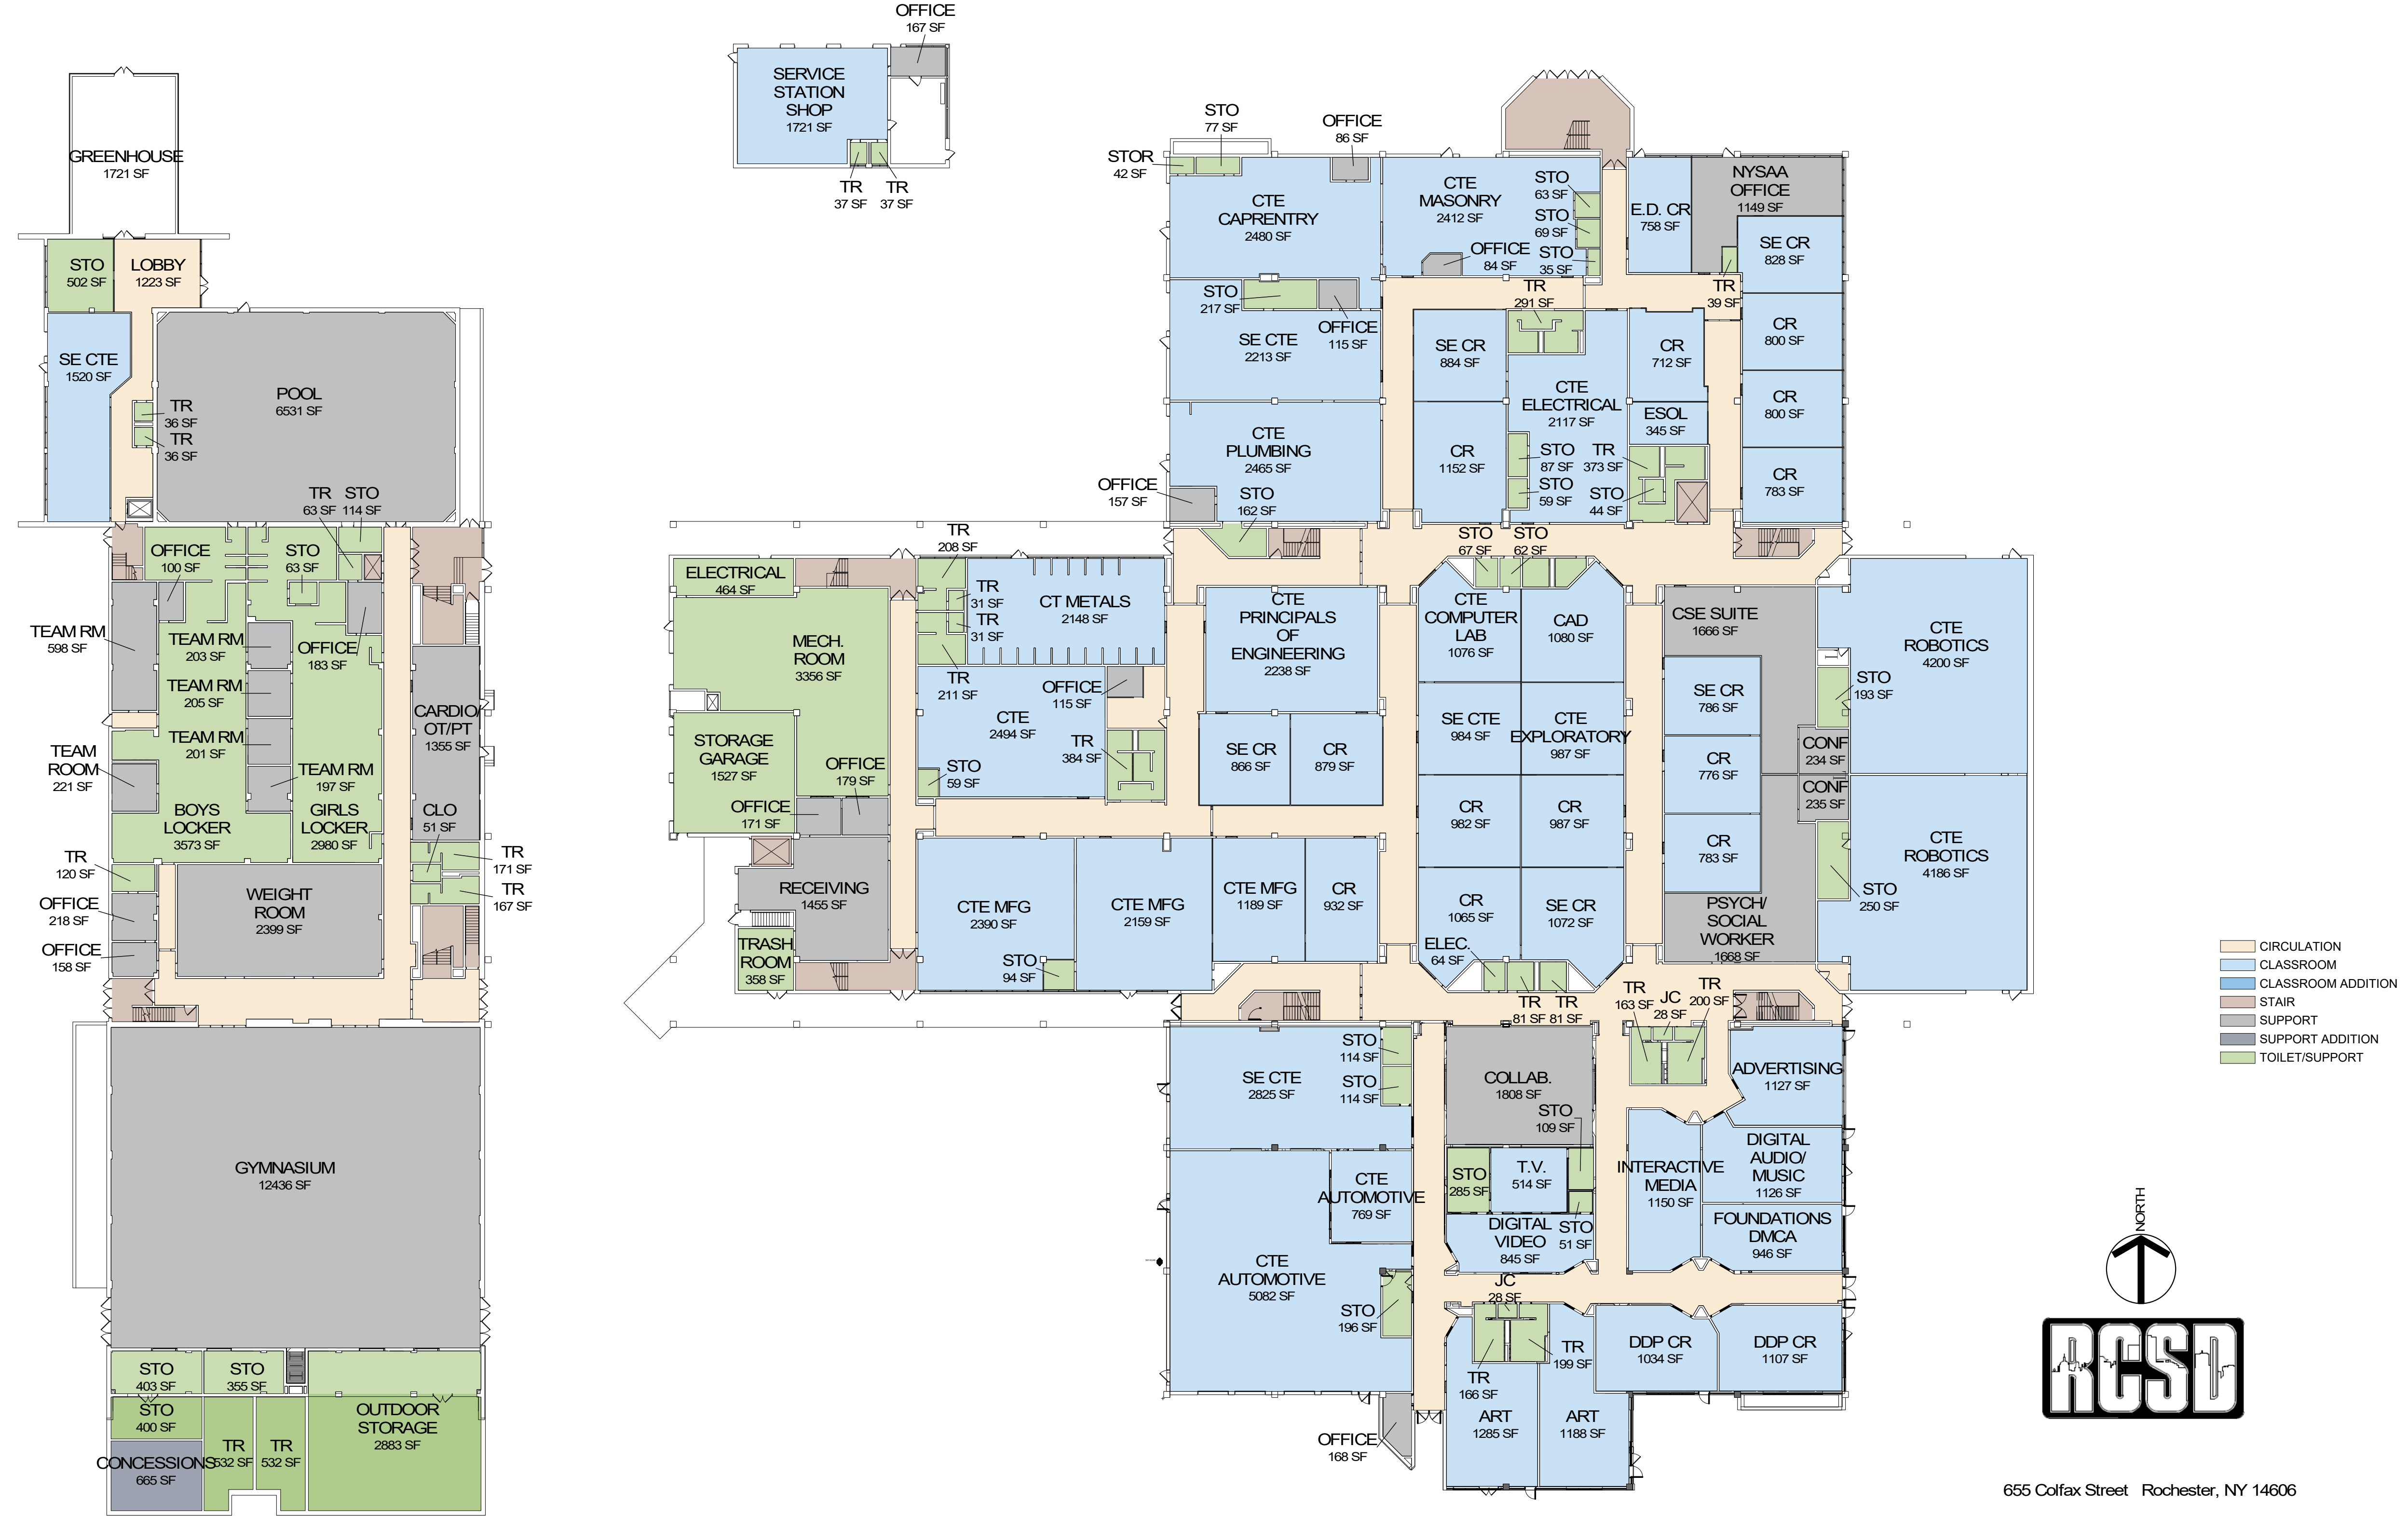 OFFICE
167 SF
SERVICE
STATION
SHOP
1721 SF
TR
37 SF
TR
37 SF
GREENHOUSE
1721 SF
STO
502 SF
LOBBY
1223 SF
SE CTE
1520 SF
POOL
6531 SF
TR
36 SF
TR
36 SF
TR
63 SF
STO
114 SF
OFFICE
100 SF
STO
63 SF
TEAM RM
598 SF
TEAM RM
203 SF
OFFICE
183 SF
TEAM RM
205 SF
CARDIO/
OT/PT
1355 SF
TEAM RM
201 SF
TEAM
ROOM
221 SF
TEAM RM
197 SF
BOYS
LOCKER
3573 SF
GIRLS
LOCKER
2980 SF
CLO
51 SF
TR
120 SF
TR
171 SF
TR
167 SF
OFFICE
218 SF
WEIGHT
ROOM
2399 SF
OFFICE
158 SF
GYMNASIUM
12436 SF
STO
403 SF
STO
355 SF
STO
400 SF
OUTDOOR
STORAGE
2883 SF
CONCESSIONS
665 SF
TR
532 SF
TR
532 SF
STO
77 SF
STOR
42 SF
OFFICE
86 SF
CTE
CAPRENTRY
2480 SF
CTE
MASONRY
2412 SF
STO
63 SF
STO
69 SF
STO
35 SF
OFFICE
84 SF
E.D. CR
758 SF
NYSAA
OFFICE
1149 SF
SE CR
828 SF
TR
39 SF
STO
217 SF
OFFICE
115 SF
TR
291 SF
SE CTE
2213 SF
SE CR
884 SF
CR
712 SF
CR
800 SF
CTE
ELECTRICAL
2117 SF
ESOL
345 SF
CR
800 SF
CTE
PLUMBING
2465 SF
CR
1152 SF
STO
87 SF
TR
373 SF
STO
59 SF
STO
44 SF
CR
783 SF
OFFICE
157 SF
STO
162 SF
STO
67 SF
STO
62 SF
TR
208 SF
ELECTRICAL
464 SF
TR
31 SF
TR
31 SF
CT METALS
2148 SF
MECH.
ROOM
3356 SF
TR
211 SF
OFFICE
115 SF
CTE
2494 SF
TR
384 SF
STO
59 SF
STORAGE
GARAGE
1527 SF
OFFICE
179 SF
OFFICE
171 SF
CTE
PRINCIPALS
OF
ENGINEERING
2238 SF
SE CR
866 SF
CR
879 SF
CTE
COMPUTER
LAB
1076 SF
CAD
1080 SF
SE CTE
984 SF
CTE
EXPLORATORY
987 SF
CR
982 SF
CR
987 SF
CR
1065 SF
SE CR
1072 SF
ELEC.
64 SF
TR
81 SF
TR
81 SF
CSE SUITE
1666 SF
SE CR
786 SF
CR
776 SF
CR
783 SF
CONF
234 SF
CONF
235 SF
PSYCH/
SOCIAL
WORKER
1668 SF
CTE
ROBOTICS
4200 SF
STO
193 SF
CTE
ROBOTICS
4186 SF
STO
250 SF
RECEIVING
1455 SF
TRASH
ROOM
358 SF
CTE MFG
2390 SF
STO
94 SF
CTE MFG
2159 SF
CTE MFG
1189 SF
CR
932 SF
SE CTE
2825 SF
STO
114 SF
STO
114 SF
COLLAB.
1808 SF
STO
109 SF
TR
163 SF
JC
28 SF
TR
200 SF
ADVERTISING
1127 SF
STO
285 SF
T.V.
514 SF
DIGITAL
VIDEO
845 SF
STO
51 SF
INTERACTIVE
MEDIA
1150 SF
DIGITAL
AUDIO/
MUSIC
1126 SF
FOUNDATIONS
DMCA
946 SF
CTE
AUTOMOTIVE
769 SF
CTE
AUTOMOTIVE
5082 SF
STO
196 SF
JC
28 SF
TR
166 SF
TR
199 SF
DDP CR
1034 SF
DDP CR
1107 SF
ART
1285 SF
ART
1188 SF
OFFICE
168 SF
CIRCULATION
CLASSROOM
CLASSROOM ADDITION
STAIR
SUPPORT
SUPPORT ADDITION
TOILET/SUPPORT
NORTH
RCSD
655 Colfax Street Rochester, NY 14606